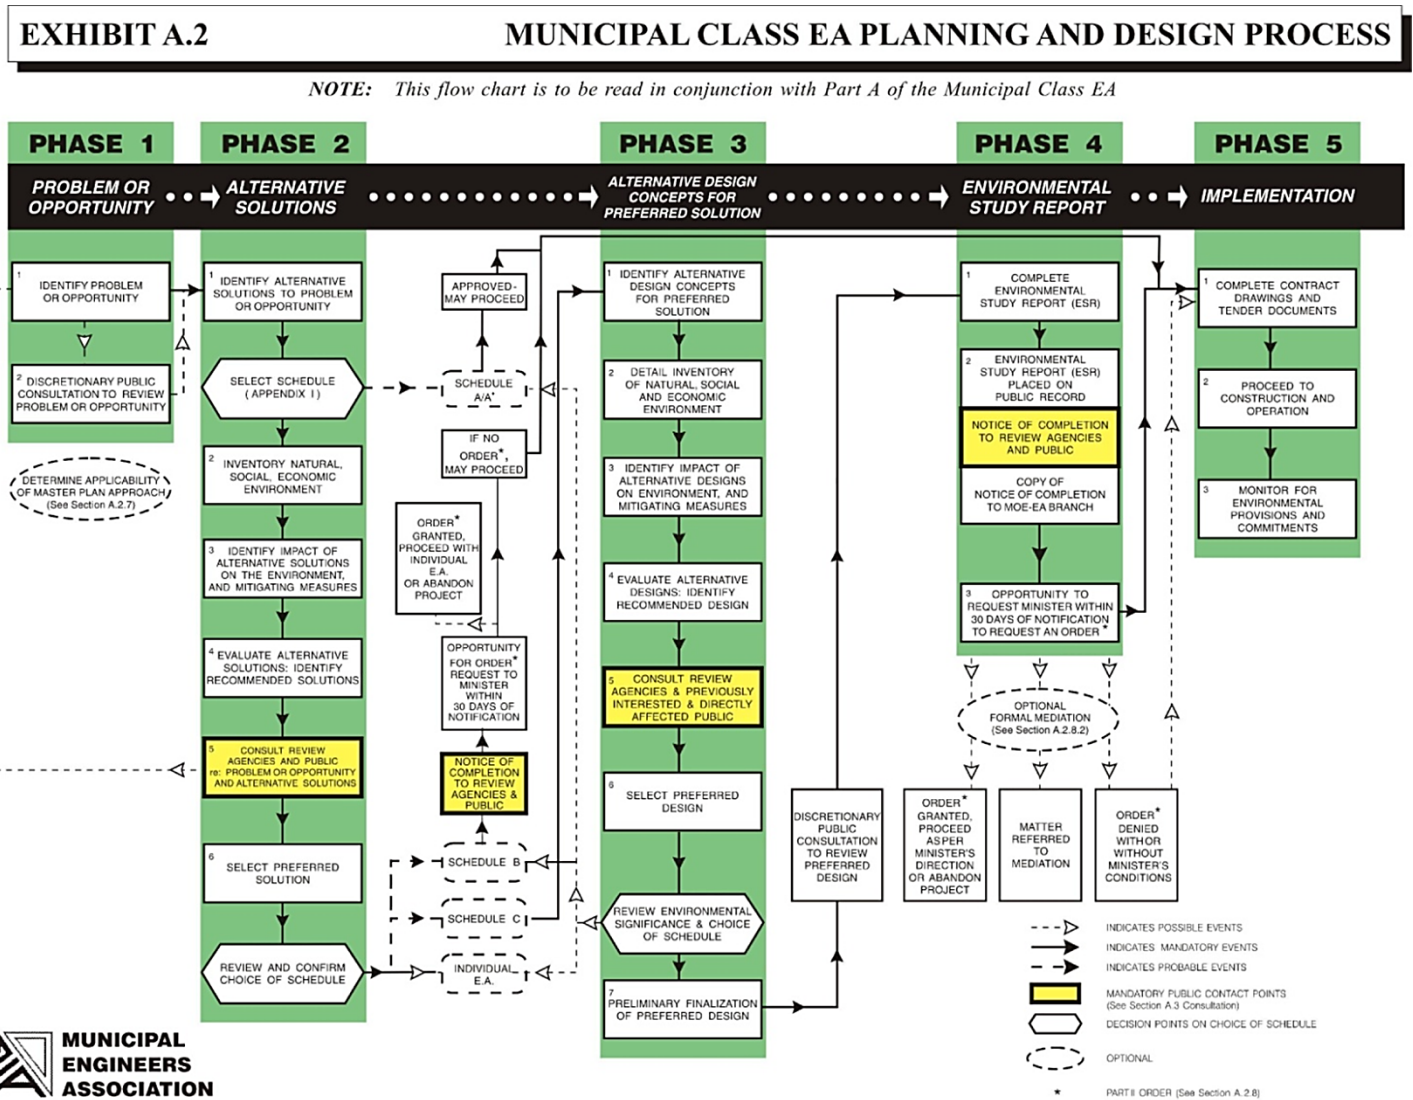 EXHIBIT A.2
MUNICIPAL CLASS EA PLANNING AND DESIGN PROCESS
NOTE: This flow chart is to be read in conjunction with Part A of the Municipal Class EA
PHASE 1
PROBLEM OR
OPPORTUNITY
1
IDENTIFY PROBLEM
OR OPPORTUNITY
2
DISCRETIONARY PUBLIC
CONSULTATION TO REVIEW
PROBLEM OR OPPORTUNITY
DETERMINE APPLICABILITY
OF MASTER PLAN APPROACH
(See Section A.2.7)
PHASE 2
ALTERNATIVE
SOLUTIONS
1
IDENTIFY ALTERNATIVE
SOLUTIONS TO PROBLEM
OR OPPORTUNITY
SELECT SCHEDULE
( APPENDIX I )
2
INVENTORY NATURAL,
SOCIAL, ECONOMIC
ENVIRONMENT
3
IDENTIFY IMPACT OF
ALTERNATIVE SOLUTIONS
ON THE ENVIRONMENT,
AND MITIGATING MEASURES
4
EVALUATE ALTERNATIVE
SOLUTIONS: IDENTIFY
RECOMMENDED SOLUTIONS
5
CONSULT REVIEW
AGENCIES AND PUBLIC
re: PROBLEM OR OPPORTUNITY
AND ALTERNATIVE SOLUTIONS
6
SELECT PREFERRED
SOLUTION
REVIEW AND CONFIRM
CHOICE OF SCHEDULE
APPROVED-
MAY PROCEED
SCHEDULE
A/A+
IF NO
ORDER*,
MAY PROCEED
ORDER*
GRANTED,
PROCEED WITH
INDIVIDUAL
E.A.
OR ABANDON
PROJECT
OPPORTUNITY
FOR ORDER*
REQUEST TO
MINISTER
WITHIN
30 DAYS OF
NOTIFICATION
NOTICE OF
COMPLETION
TO REVIEW
AGENCIES &
PUBLIC
SCHEDULE B
SCHEDULE C
INDIVIDUAL
E.A.
PHASE 3
ALTERNATIVE DESIGN
CONCEPTS FOR
PREFERRED SOLUTION
1
IDENTIFY ALTERNATIVE
DESIGN CONCEPTS
FOR PREFERRED
SOLUTION
2
DETAIL INVENTORY
OF NATURAL, SOCIAL
AND ECONOMIC
ENVIRONMENT
3
IDENTIFY IMPACT OF
ALTERNATIVE DESIGNS
ON ENVIRONMENT, AND
MITIGATING MEASURES
4
EVALUATE ALTERNATIVE
DESIGNS: IDENTIFY
RECOMMENDED DESIGN
5
CONSULT REVIEW
AGENCIES & PREVIOUSLY
INTERESTED & DIRECTLY
AFFECTED PUBLIC
6
SELECT PREFERRED
DESIGN
REVIEW ENVIRONMENTAL
SIGNIFICANCE & CHOICE
OF SCHEDULE
7
PRELIMINARY FINALIZATION
OF PREFERRED DESIGN
DISCRETIONARY
PUBLIC
CONSULTATION
TO REVIEW
PREFERRED
DESIGN
PHASE 4
ENVIRONMENTAL
STUDY REPORT
1
COMPLETE
ENVIRONMENTAL
STUDY REPORT (ESR)
2
ENVIRONMENTAL
STUDY REPORT (ESR)
PLACED ON
PUBLIC RECORD
NOTICE OF COMPLETION
TO REVIEW AGENCIES
AND PUBLIC
COPY OF
NOTICE OF COMPLETION
TO MOE-EA BRANCH
3
OPPORTUNITY TO
REQUEST MINISTER WITHIN
30 DAYS OF NOTIFICATION
TO REQUEST AN ORDER*
OPTIONAL
FORMAL MEDIATION
(See Section A.2.8.2)
ORDER*
GRANTED,
PROCEED
AS PER
MINISTER'S
DIRECTION
OR ABANDON
PROJECT
MATTER
REFERRED
TO
MEDIATION
ORDER*
DENIED
WITH OR
WITHOUT
MINISTER'S
CONDITIONS
PHASE 5
IMPLEMENTATION
1
COMPLETE CONTRACT
DRAWINGS AND
TENDER DOCUMENTS
2
PROCEED TO
CONSTRUCTION AND
OPERATION
3
MONITOR FOR
ENVIRONMENTAL
PROVISIONS AND
COMMITMENTS
INDICATES POSSIBLE EVENTS
INDICATES MANDATORY EVENTS
INDICATES PROBABLE EVENTS
MANDATORY PUBLIC CONTACT POINTS
(See Section A.3 Consultation)
DECISION POINTS ON CHOICE OF SCHEDULE
OPTIONAL
* PART II ORDER (See Section A.2.8)
MUNICIPAL
ENGINEERS
ASSOCIATION